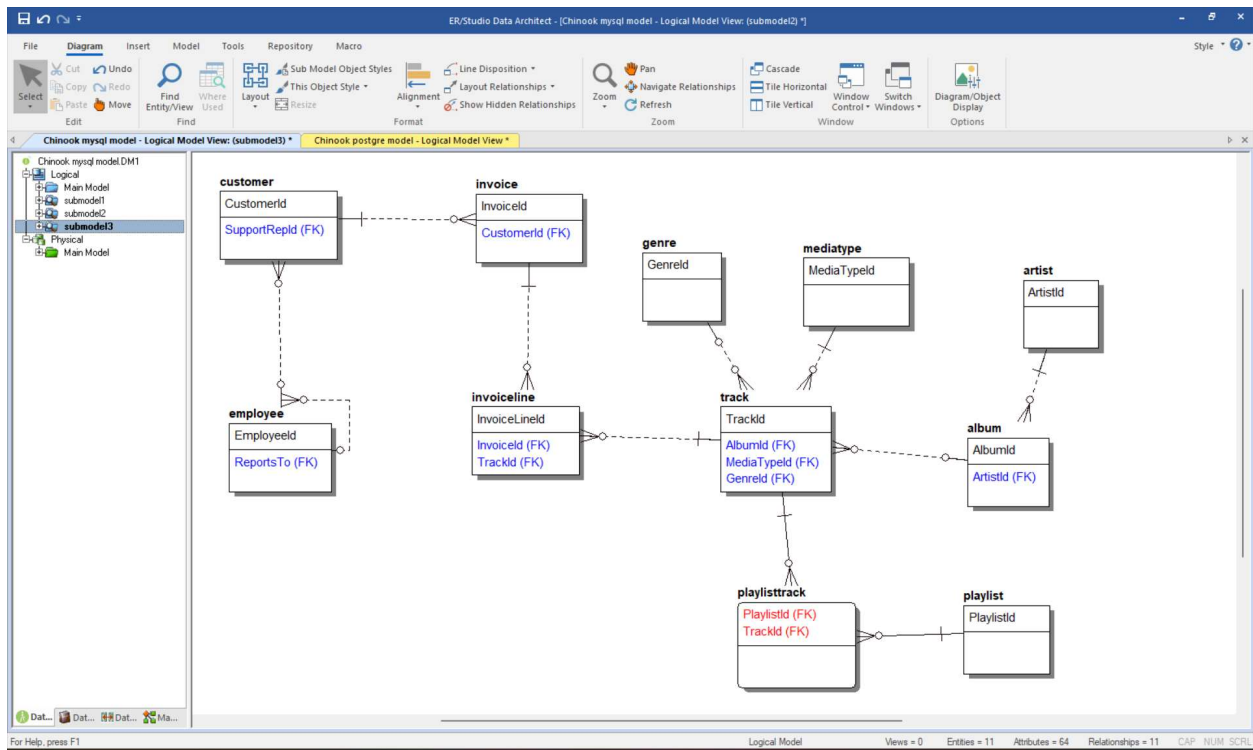 ER/Studio Data Architect - [Chinook mysql model - Logical Model View: (submodel2) *]
File Diagram Insert Model Tools Repository Macro Style
Select
Cut Undo
Copy Redo
Paste Move
Edit
Find Entity/View
Where Used
Find
Layout
Sub Model Object Styles
This Object Style
Resize
Alignment
Line Disposition
Layout Relationships
Show Hidden Relationships
Format
Zoom
Pan
Navigate Relationships
Refresh
Zoom
Cascade
Tile Horizontal
Tile Vertical
Window Control
Switch Windows
Window
Diagram/Object Display
Options
Chinook mysql model - Logical Model View: (submodel3) *
Chinook postgre model - Logical Model View *
Chinook mysql model.DM1
Logical
Main Model
submodel1
submodel2
submodel3
Physical
Main Model
customer
CustomerId
SupportRepId (FK)
invoice
InvoiceId
CustomerId (FK)
genre
GenreId
mediatype
MediaTypeId
artist
ArtistId
employee
EmployeeId
ReportsTo (FK)
invoiceline
InvoiceLineId
InvoiceId (FK)
TrackId (FK)
track
TrackId
AlbumId (FK)
MediaTypeId (FK)
GenreId (FK)
album
AlbumId
ArtistId (FK)
playlisttrack
PlaylistId (FK)
TrackId (FK)
playlist
PlaylistId
Dat... Dat... Dat... Ma...
For Help, press F1
Logical Model Views = 0 Entities = 11 Attributes = 64 Relationships = 11 CAP NUM SCRL